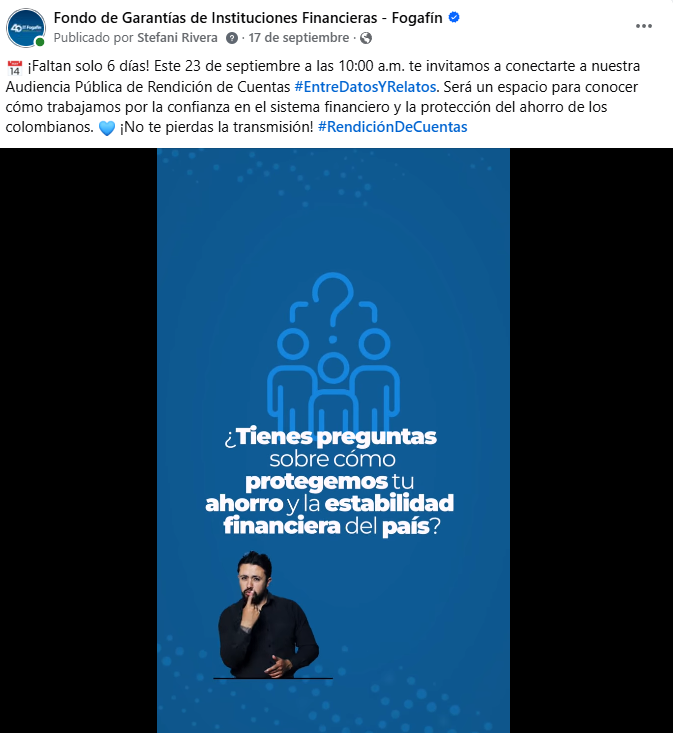 Fondo de Garantías de Instituciones Financieras - Fogafín
Publicado por Stefani Rivera · 17 de septiembre ·
¡Faltan solo 6 días! Este 23 de septiembre a las 10:00 a.m. te invitamos a conectarte a nuestra
Audiencia Pública de Rendición de Cuentas #EntreDatosYRelatos. Será un espacio para conocer
cómo trabajamos por la confianza en el sistema financiero y la protección del ahorro de los
colombianos. 🩵 ¡No te pierdas la transmisión! #RendiciónDeCuentas
¿Tienes preguntas
sobre cómo
protegemos tu
ahorro y la estabilidad
financiera del país?